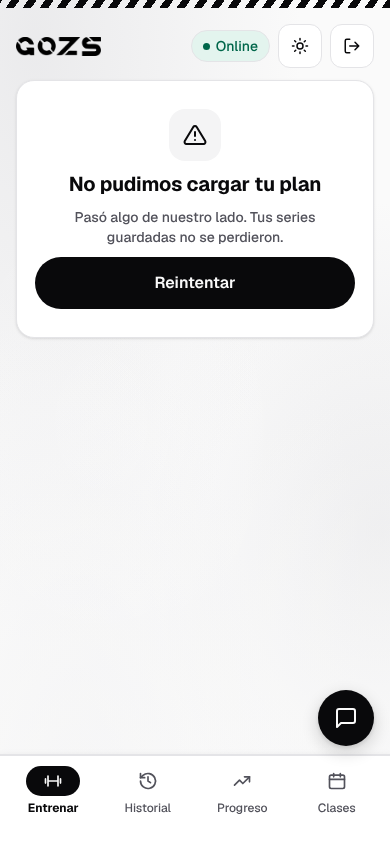 GOZS
Online
No pudimos cargar tu plan
Pasó algo de nuestro lado. Tus series
guardadas no se perdieron.
Reintentar
Entrenar
Historial
Progreso
Clases